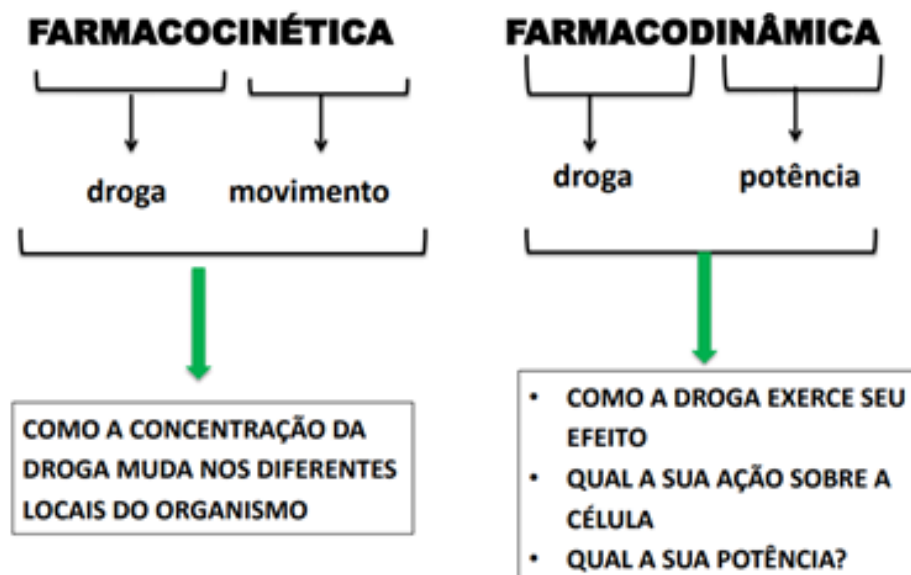 FARMACOCINÉTICA
droga movimento
COMO A CONCENTRAÇÃO DA
DROGA MUDA NOS DIFERENTES
LOCAIS DO ORGANISMO
FARMACODINÂMICA
droga potência
• COMO A DROGA EXERCE SEU
EFEITO
• QUAL A SUA AÇÃO SOBRE A
CÉLULA
• QUAL A SUA POTÊNCIA?